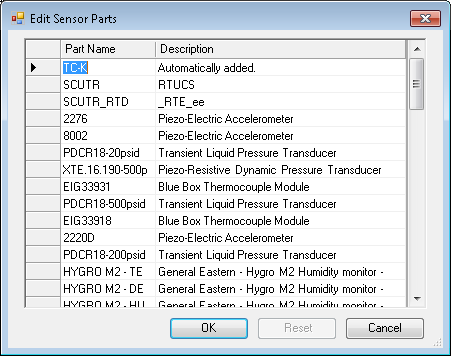 Edit Sensor Parts
Part Name Description
TC-K Automatically added.
SCUTR RTUCS
SCUTR_RTD _RTE_ee
2276 Piezo-Electric Accelerometer
8002 Piezo-Electric Accelerometer
PDCR18-20psid Transient Liquid Pressure Transducer
XTE.16.190-500p Piezo-Resistive Dynamic Pressure Transducer
EIG33931 Blue Box Thermocouple Module
PDCR18-500psid Transient Liquid Pressure Transducer
EIG33918 Blue Box Thermocouple Module
2220D Piezo-Electric Accelerometer
PDCR18-200psid Transient Liquid Pressure Transducer
HYGRO M2 - TE General Eastern - Hygro M2 Humidity monitor -
HYGRO M2 - DE General Eastern - Hygro M2 Humidity monitor -
HYGRO M2 - HU General Eastern - Hygro M2 Humidity monitor -
OK Reset Cancel